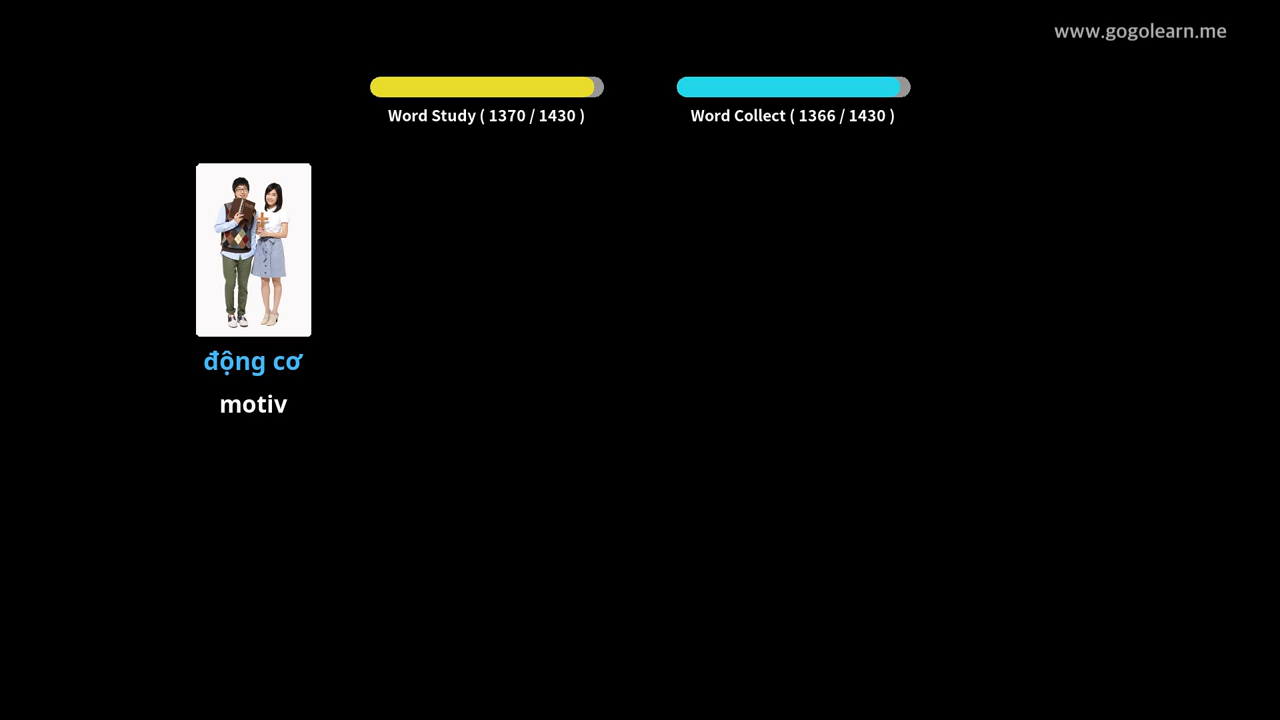 www.gogolearn.me
Word Study ( 1370 / 1430 )
Word Collect ( 1366 / 1430 )
động cơ
motiv